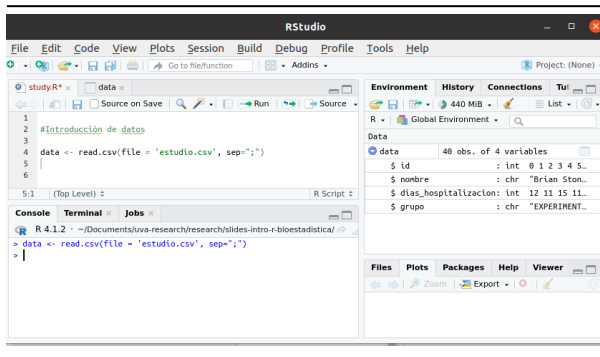 RStudio
File Edit Code View Plots Session Build Debug Profile Tools Help
Go to file/function Addins Project: (None)
study.R* data
Source on Save Run Source
1
2 #Introducción de datos
3
4 data <- read.csv(file = 'estudio.csv', sep=";")
5
6
5:1 (Top Level) R Script
Console Terminal Jobs
R 4.1.2 · ~/Documents/uva-research/research/slides-intro-r-bioestadistica/
> data <- read.csv(file = 'estudio.csv', sep=";")
>
Environment History Connections Tut
440 MiB List
R Global Environment
Data
data 40 obs. of 4 variables
$ id : int 0 1 2 3 4 5…
$ nombre : chr "Brian Ston…
$ dias_hospitalizacion: int 12 11 15 11…
$ grupo : chr "EXPERIMENT…
Files Plots Packages Help Viewer
Zoom Export